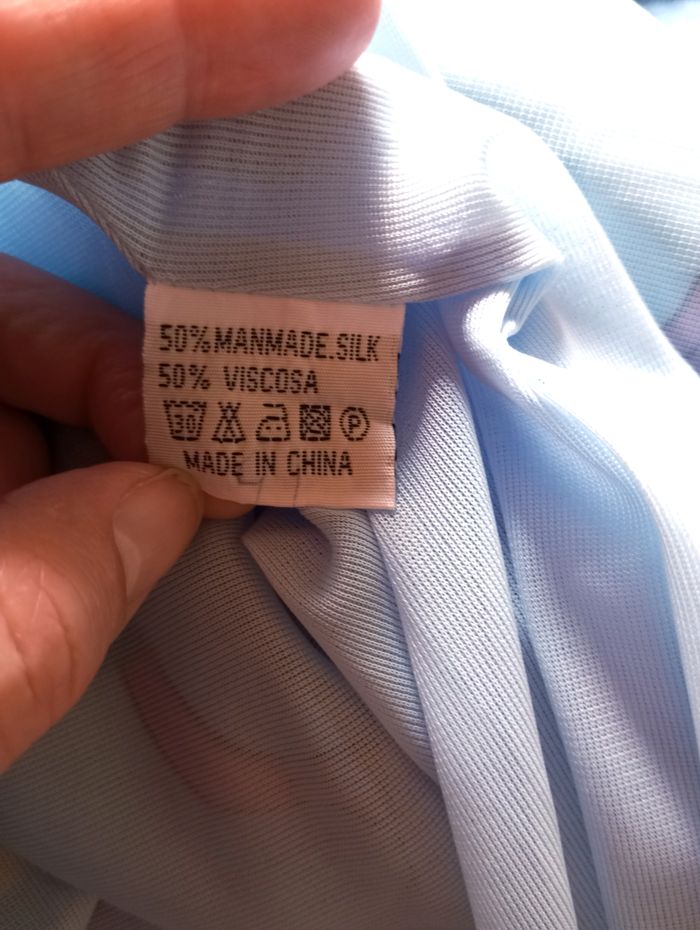 50% MANMADE.SILK
50% VISCOSA
30 P
MADE IN CHINA